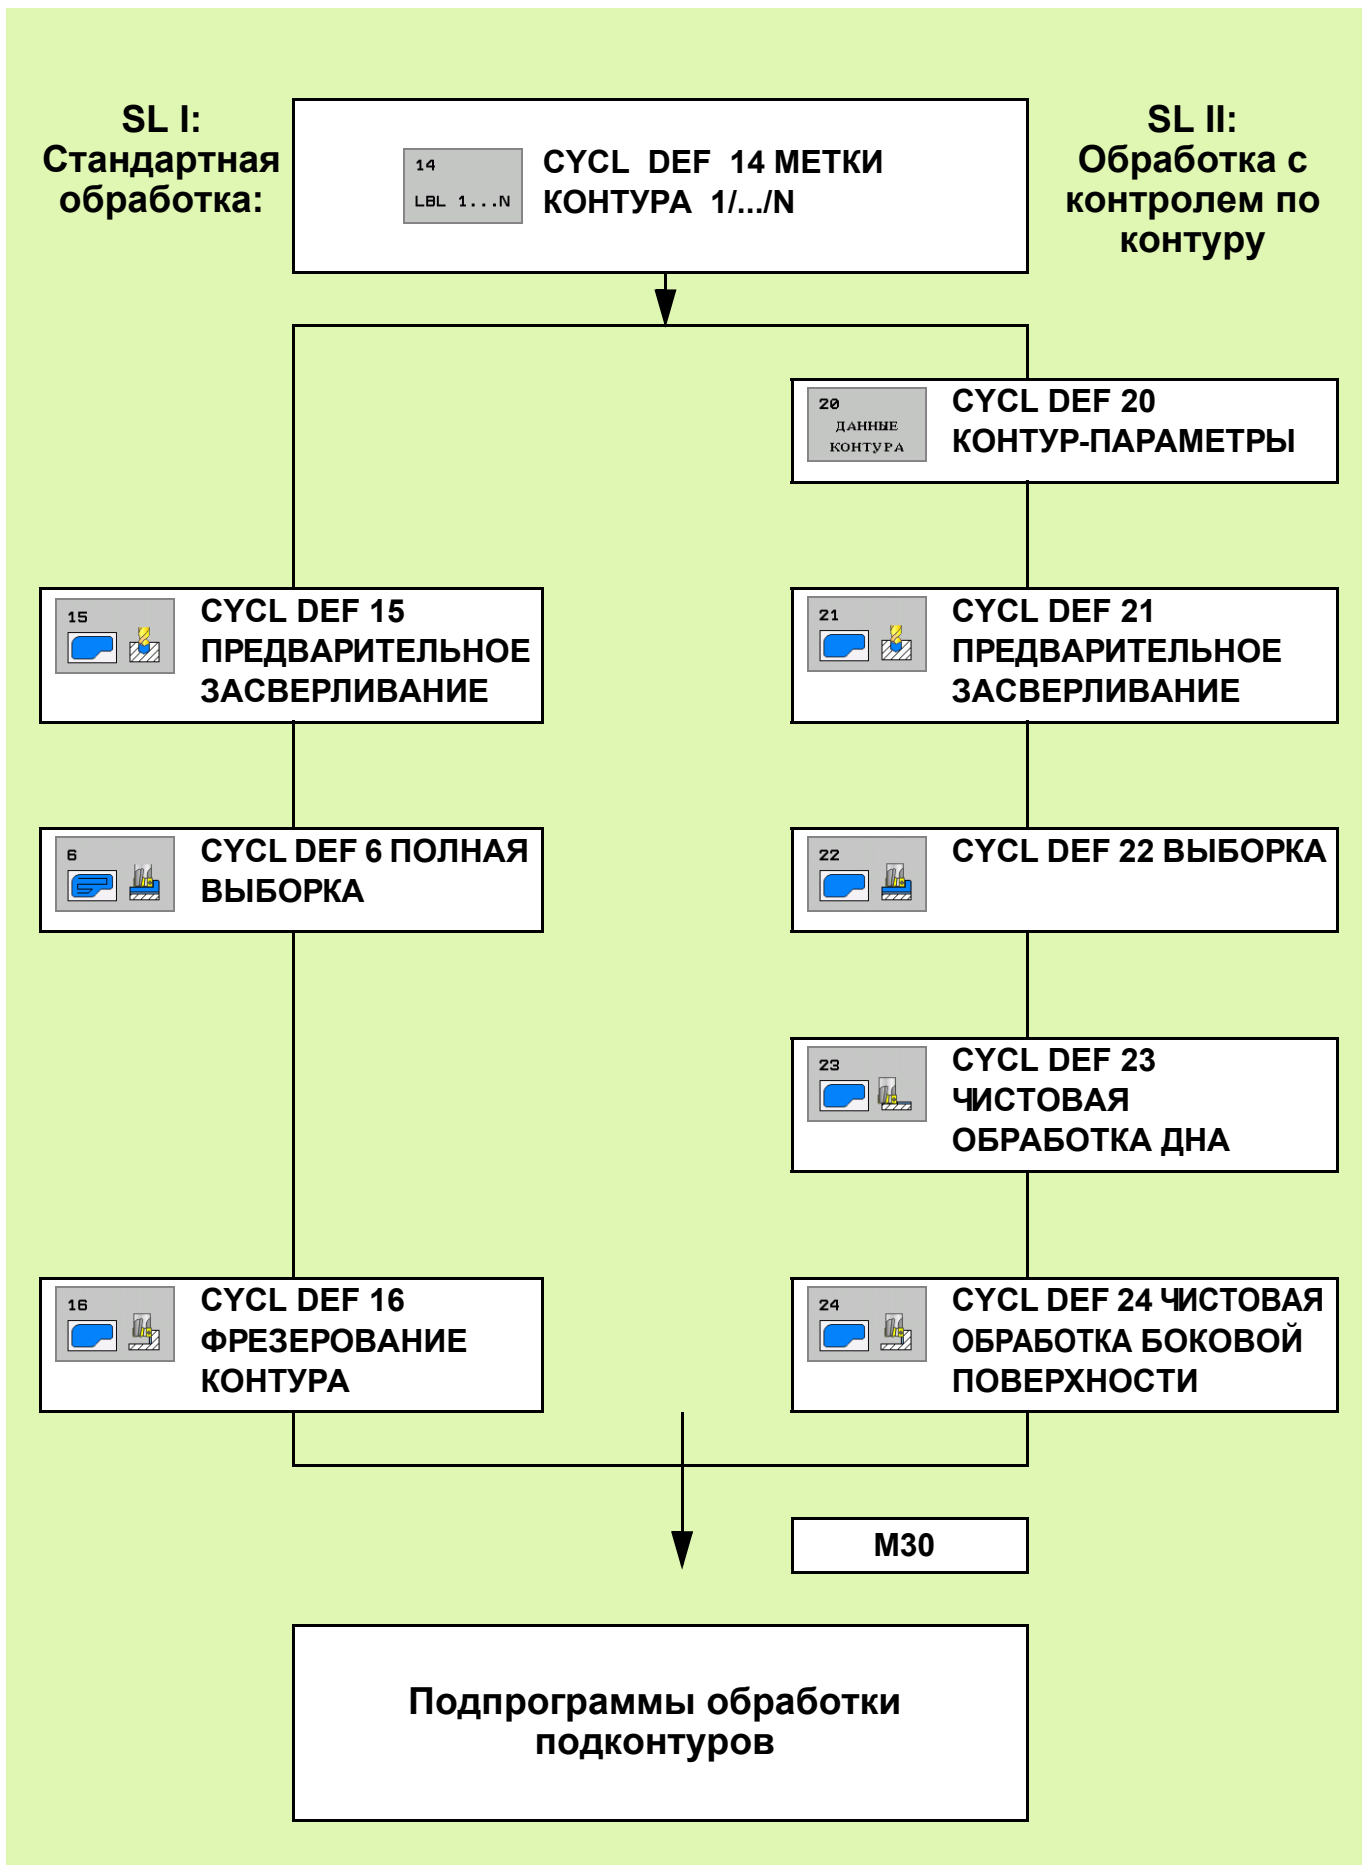 SL I:
Стандартная
обработка:
14
LBL 1...N
CYCL DEF 14 МЕТКИ
КОНТУРА 1/.../N
SL II:
Обработка с
контролем по
контуру
20
ДАННЫЕ
КОНТУРА
CYCL DEF 20
КОНТУР-ПАРАМЕТРЫ
15
CYCL DEF 15
ПРЕДВАРИТЕЛЬНОЕ
ЗАСВЕРЛИВАНИЕ
21
CYCL DEF 21
ПРЕДВАРИТЕЛЬНОЕ
ЗАСВЕРЛИВАНИЕ
6
CYCL DEF 6 ПОЛНАЯ
ВЫБОРКА
22
CYCL DEF 22 ВЫБОРКА
23
CYCL DEF 23
ЧИСТОВАЯ
ОБРАБОТКА ДНА
16
CYCL DEF 16
ФРЕЗЕРОВАНИЕ
КОНТУРА
24
CYCL DEF 24 ЧИСТОВАЯ
ОБРАБОТКА БОКОВОЙ
ПОВЕРХНОСТИ
M30
Подпрограммы обработки
подконтуров